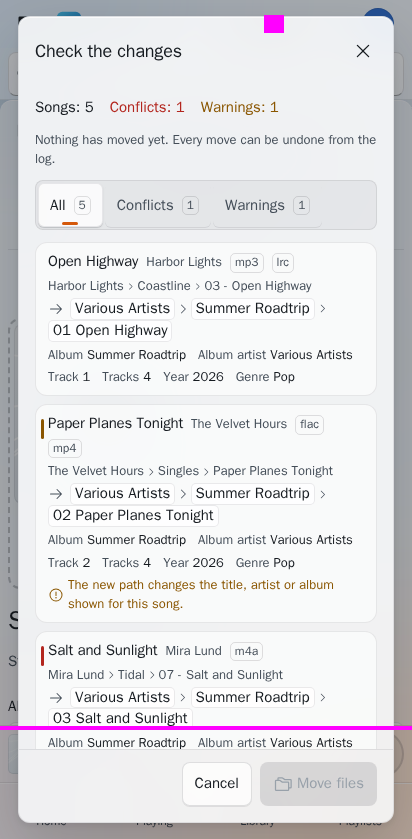 Check the changes
Songs: 5 Conflicts: 1 Warnings: 1
Nothing has moved yet. Every move can be undone from the
log.
All 5 Conflicts 1 Warnings 1
Open Highway Harbor Lights mp3 lrc
Harbor Lights › Coastline › 03 - Open Highway
→ Various Artists › Summer Roadtrip ›
01 Open Highway
Album Summer Roadtrip Album artist Various Artists
Track 1 Tracks 4 Year 2026 Genre Pop
Paper Planes Tonight The Velvet Hours flac
mp4
The Velvet Hours › Singles › Paper Planes Tonight
→ Various Artists › Summer Roadtrip ›
02 Paper Planes Tonight
Album Summer Roadtrip Album artist Various Artists
Track 2 Tracks 4 Year 2026 Genre Pop
The new path changes the title, artist or album
shown for this song.
Salt and Sunlight Mira Lund m4a
Mira Lund › Tidal › 07 - Salt and Sunlight
→ Various Artists › Summer Roadtrip ›
03 Salt and Sunlight
Album Summer Roadtrip Album artist Various Artists
Cancel Move files